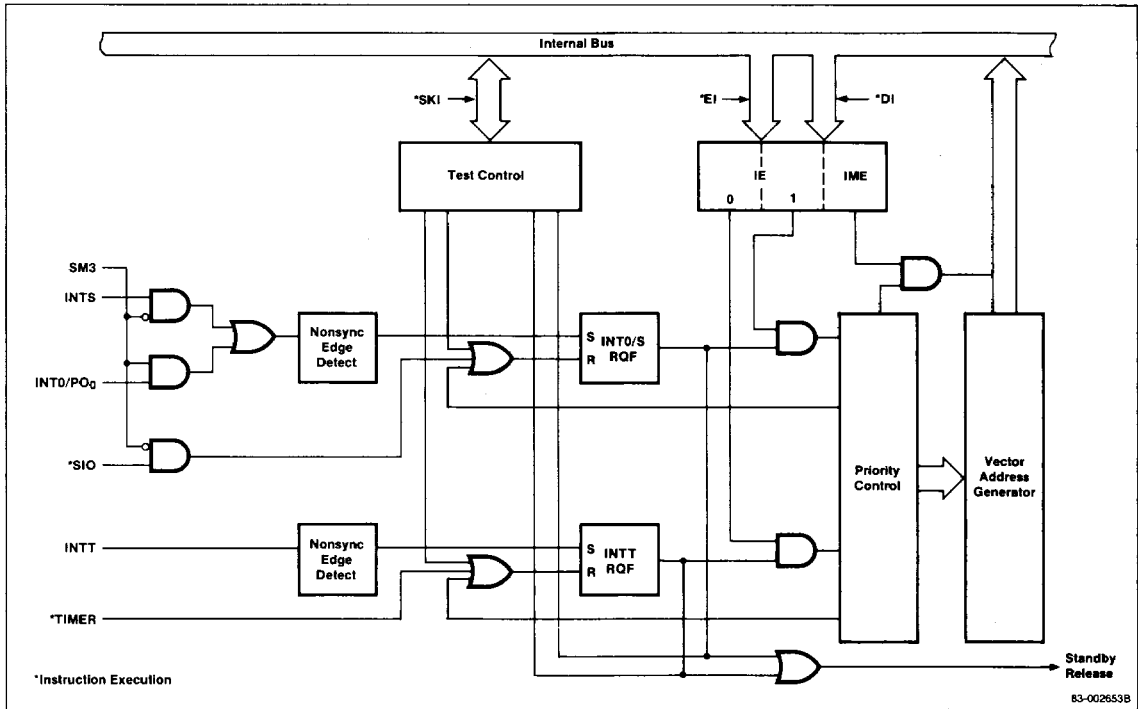 Internal Bus
*SKI
*EI
*DI
Test Control
IE
IME
0
1
SM3
INTS
Nonsync
Edge
Detect
S
R
INT0/S
RQF
INT0/PO0
*SIO
Priority
Control
Vector
Address
Generator
INTT
Nonsync
Edge
Detect
S
R
INTT
RQF
*TIMER
Standby
Release
*Instruction Execution
83-002653B